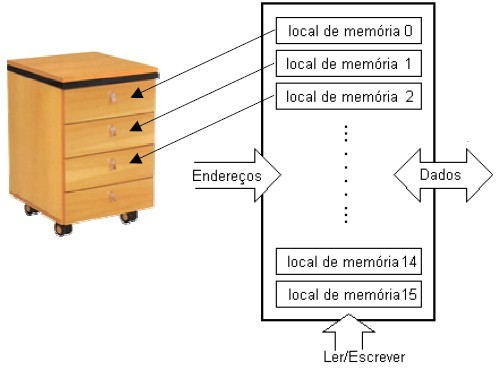 local de memória 0
local de memória 1
local de memória 2
Endereços
Dados
local de memória 14
local de memória 15
Ler/Escrever